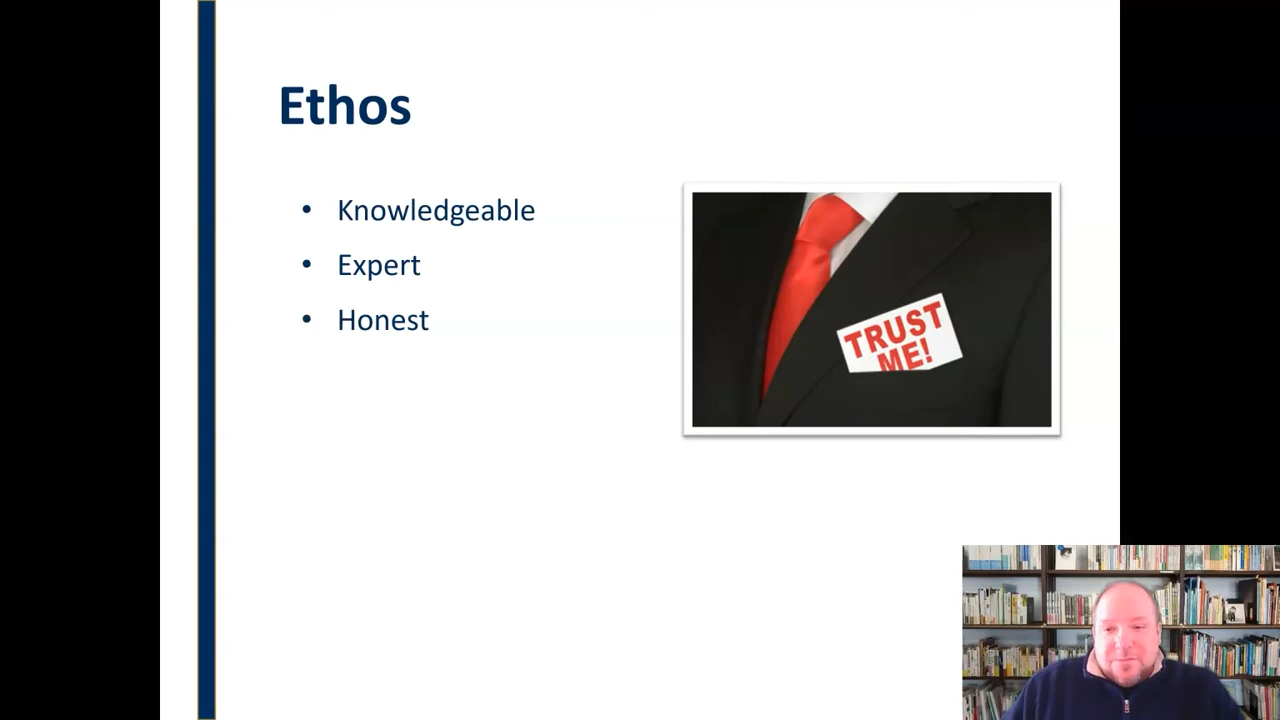 Ethos
• Knowledgeable
• Expert
• Honest
TRUST
ME!